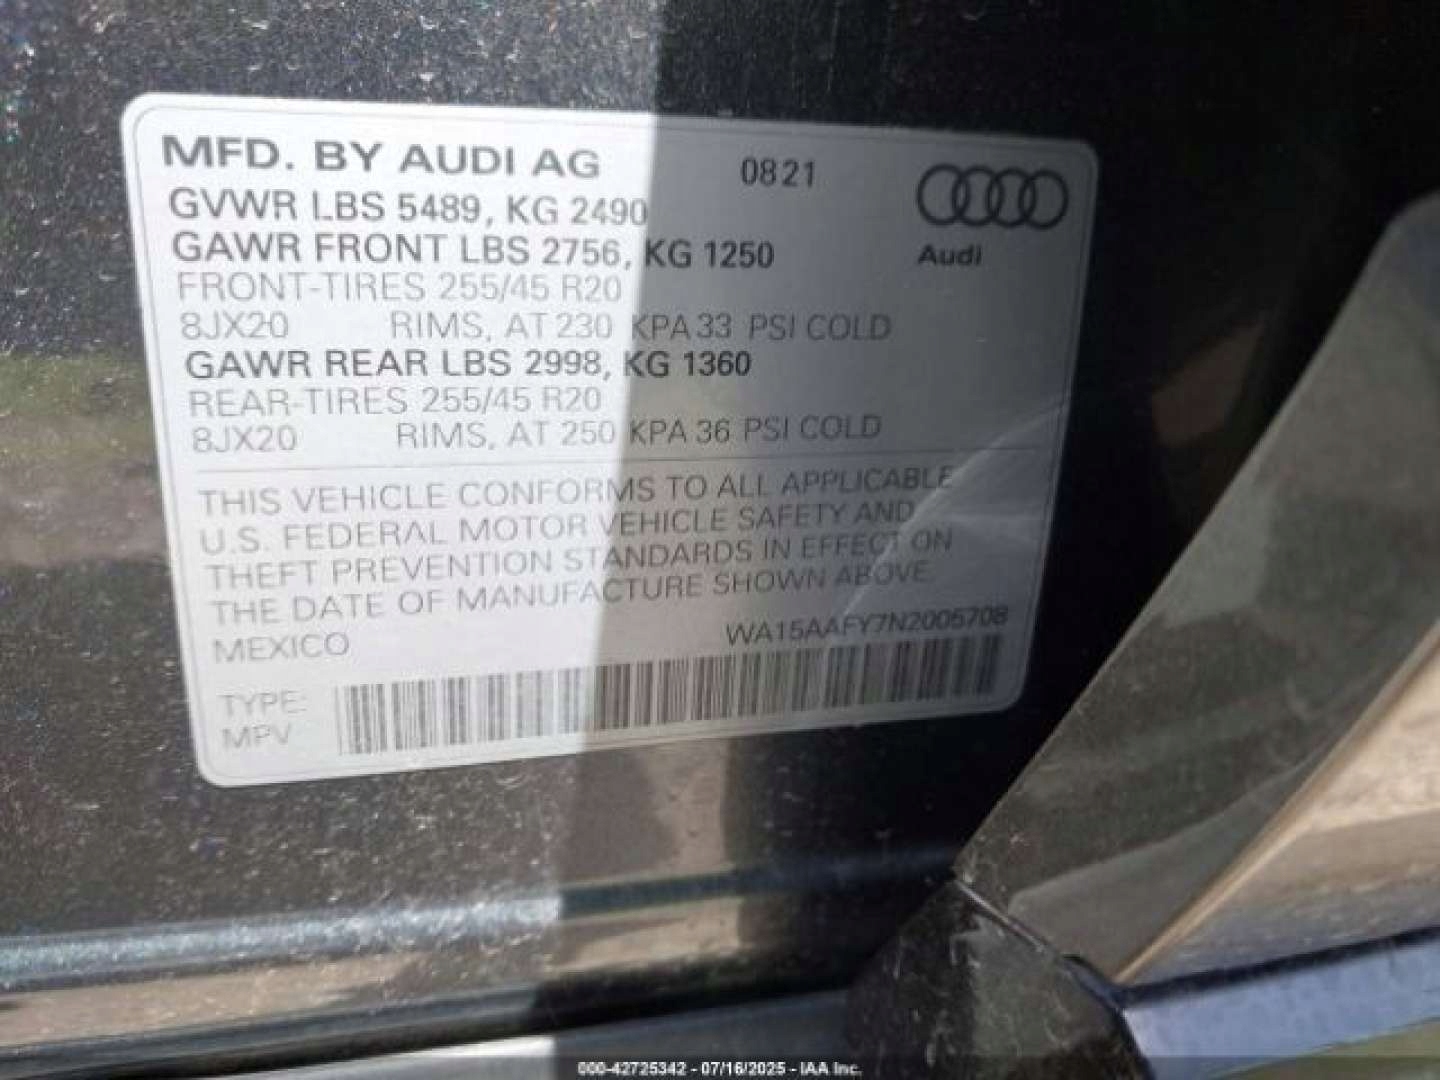 MFD. BY AUDI AG 0821
GVWR LBS 5489, KG 2490
GAWR FRONT LBS 2756, KG 1250
Audi
FRONT-TIRES 255/45 R20
8JX20 RIMS, AT 230 KPA 33 PSI COLD
GAWR REAR LBS 2998, KG 1360
REAR-TIRES 255/45 R20
8JX20 RIMS, AT 250 KPA 36 PSI COLD
THIS VEHICLE CONFORMS TO ALL APPLICABLE
U.S. FEDERAL MOTOR VEHICLE SAFETY AND
THEFT PREVENTION STANDARDS IN EFFECT ON
THE DATE OF MANUFACTURE SHOWN ABOVE
MEXICO WA15AAFY7N2005708
TYPE:
MPV
000-42725342 - 07/16/2025 - IAA Inc.